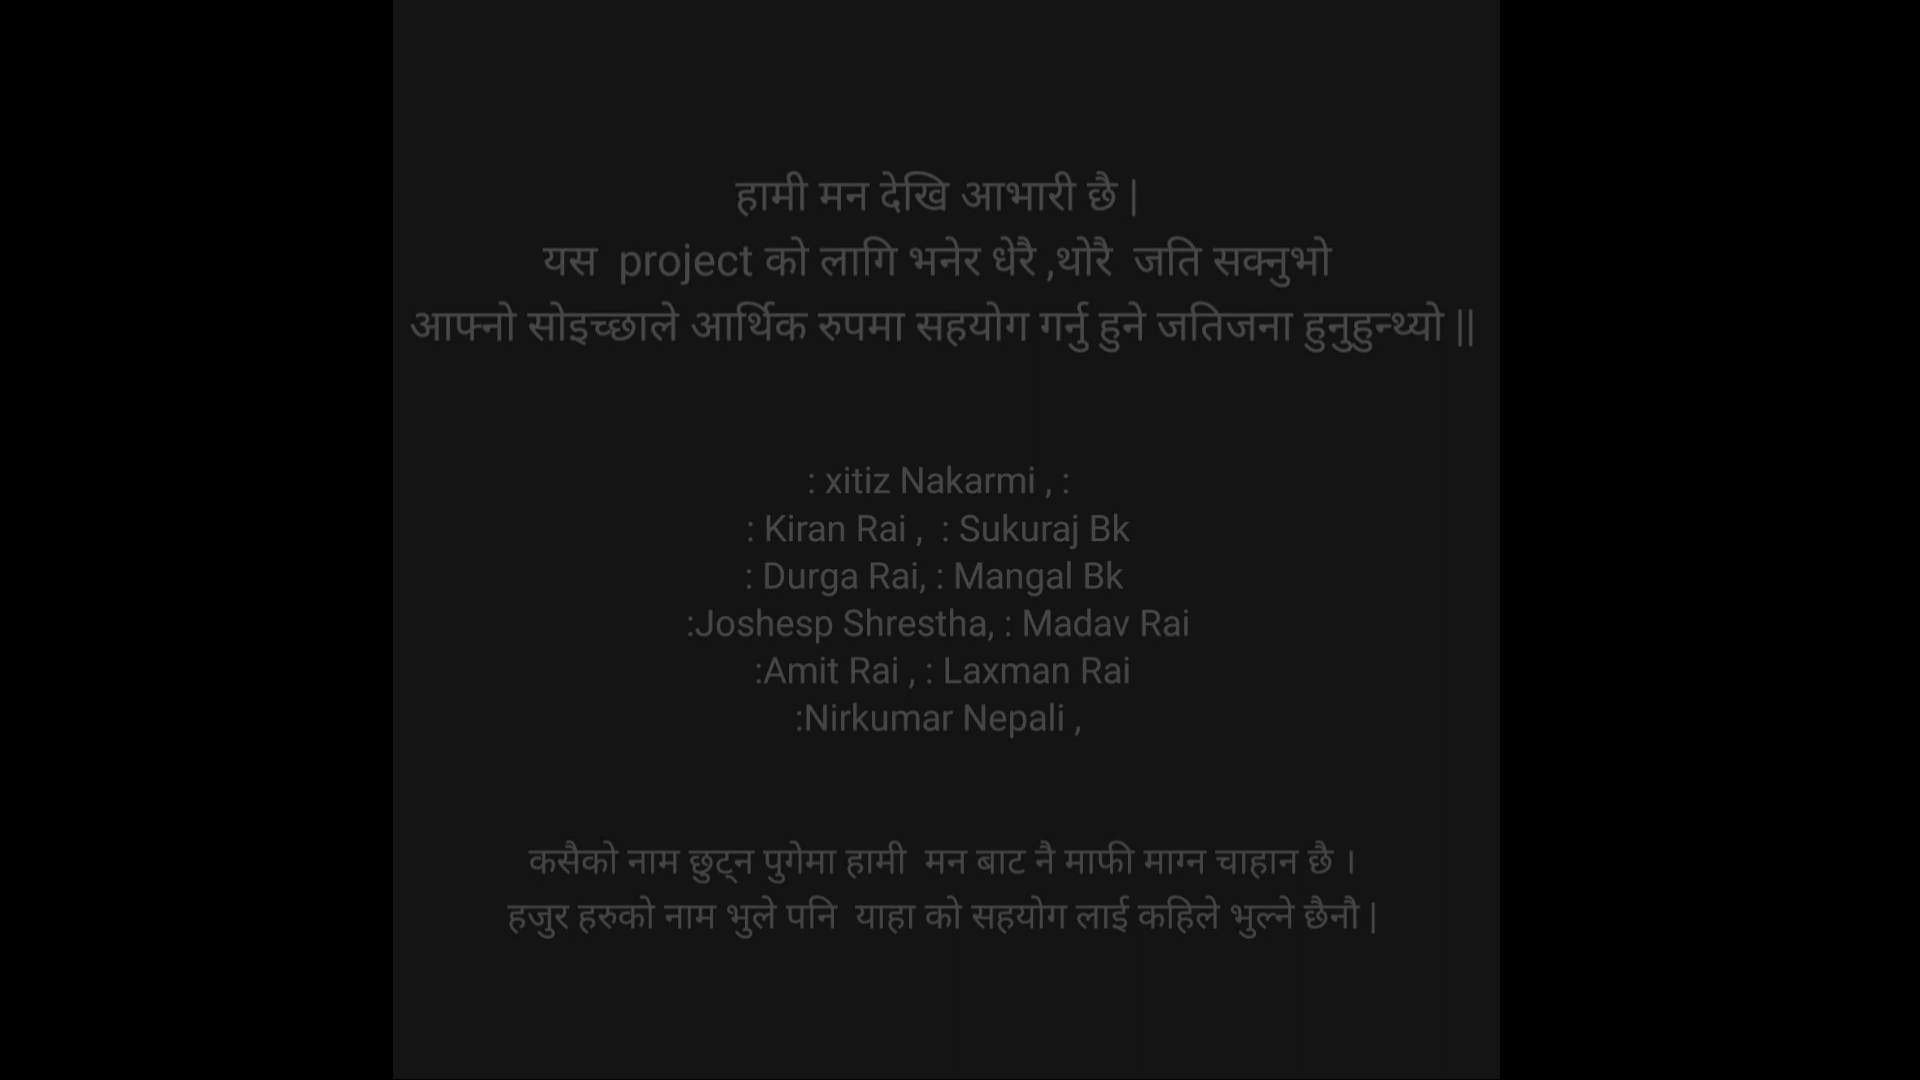 हामी मन देखि आभारी छै |
यस project को लागि भनेर धेरै ,थोरै जति सक्नुभो
आफ्नो सोइच्छाले आर्थिक रुपमा सहयोग गर्नु हुने जतिजना हुनुहुन्थ्यो ||
: xitiz Nakarmi , :
: Kiran Rai , : Sukuraj Bk
: Durga Rai, : Mangal Bk
:Joshesp Shrestha, : Madav Rai
:Amit Rai , : Laxman Rai
:Nirkumar Nepali ,
कसैको नाम छुट्न पुगेमा हामी मन बाट नै माफी माग्न चाहान छै ।
हजुर हरुको नाम भुले पनि याहा को सहयोग लाई कहिले भुल्ने छैनौ |